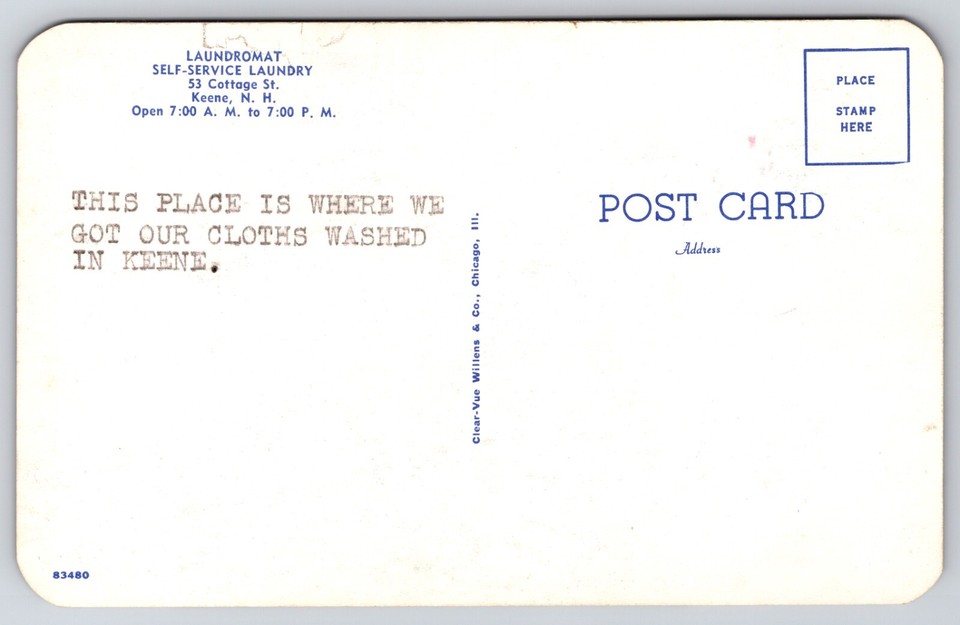 LAUNDROMAT
SELF-SERVICE LAUNDRY
53 Cottage St.
Keene, N. H.
Open 7:00 A. M. to 7:00 P. M.
THIS PLACE IS WHERE WE
GOT OUR CLOTHS WASHED
IN KEENE.
83480
Clear-Vue Willens & Co., Chicago, Ill.
PLACE
STAMP
HERE
POST CARD
Address